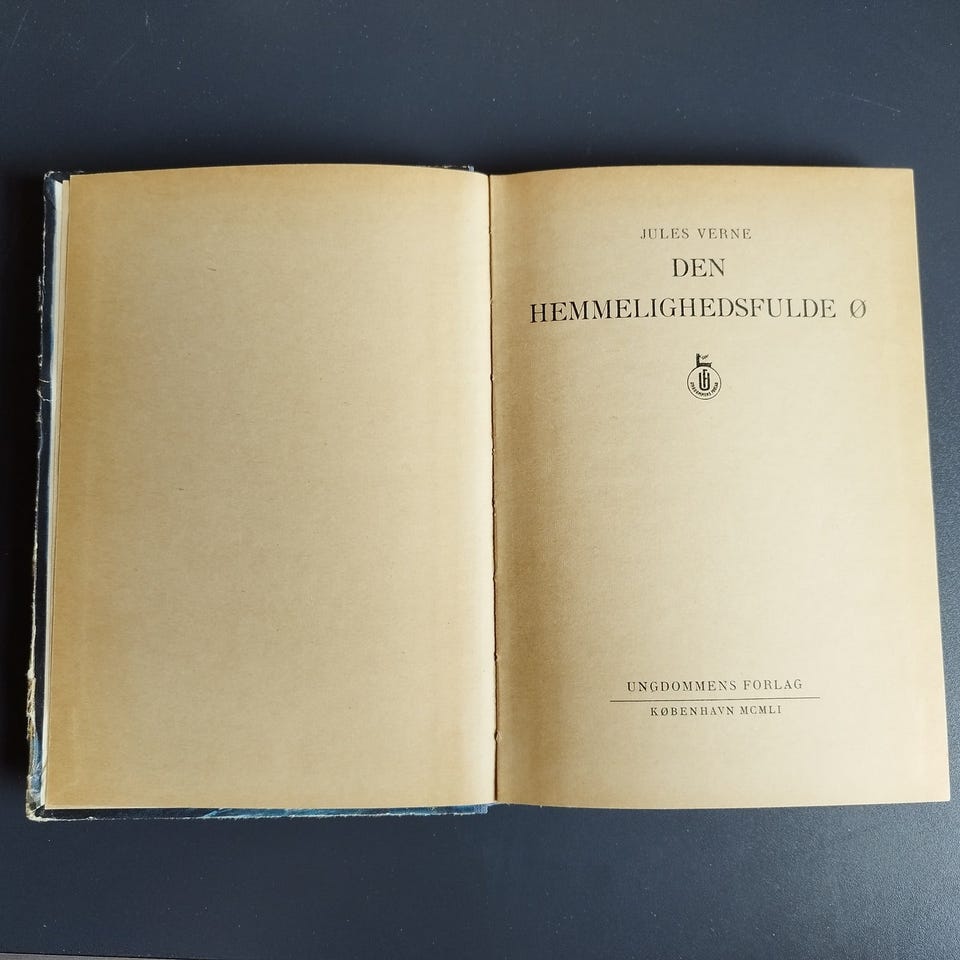 JULES VERNE
DEN
HEMMELIGHEDSFULDE Ø
UNGDOMMENS FORLAG
KØBENHAVN MCMLI